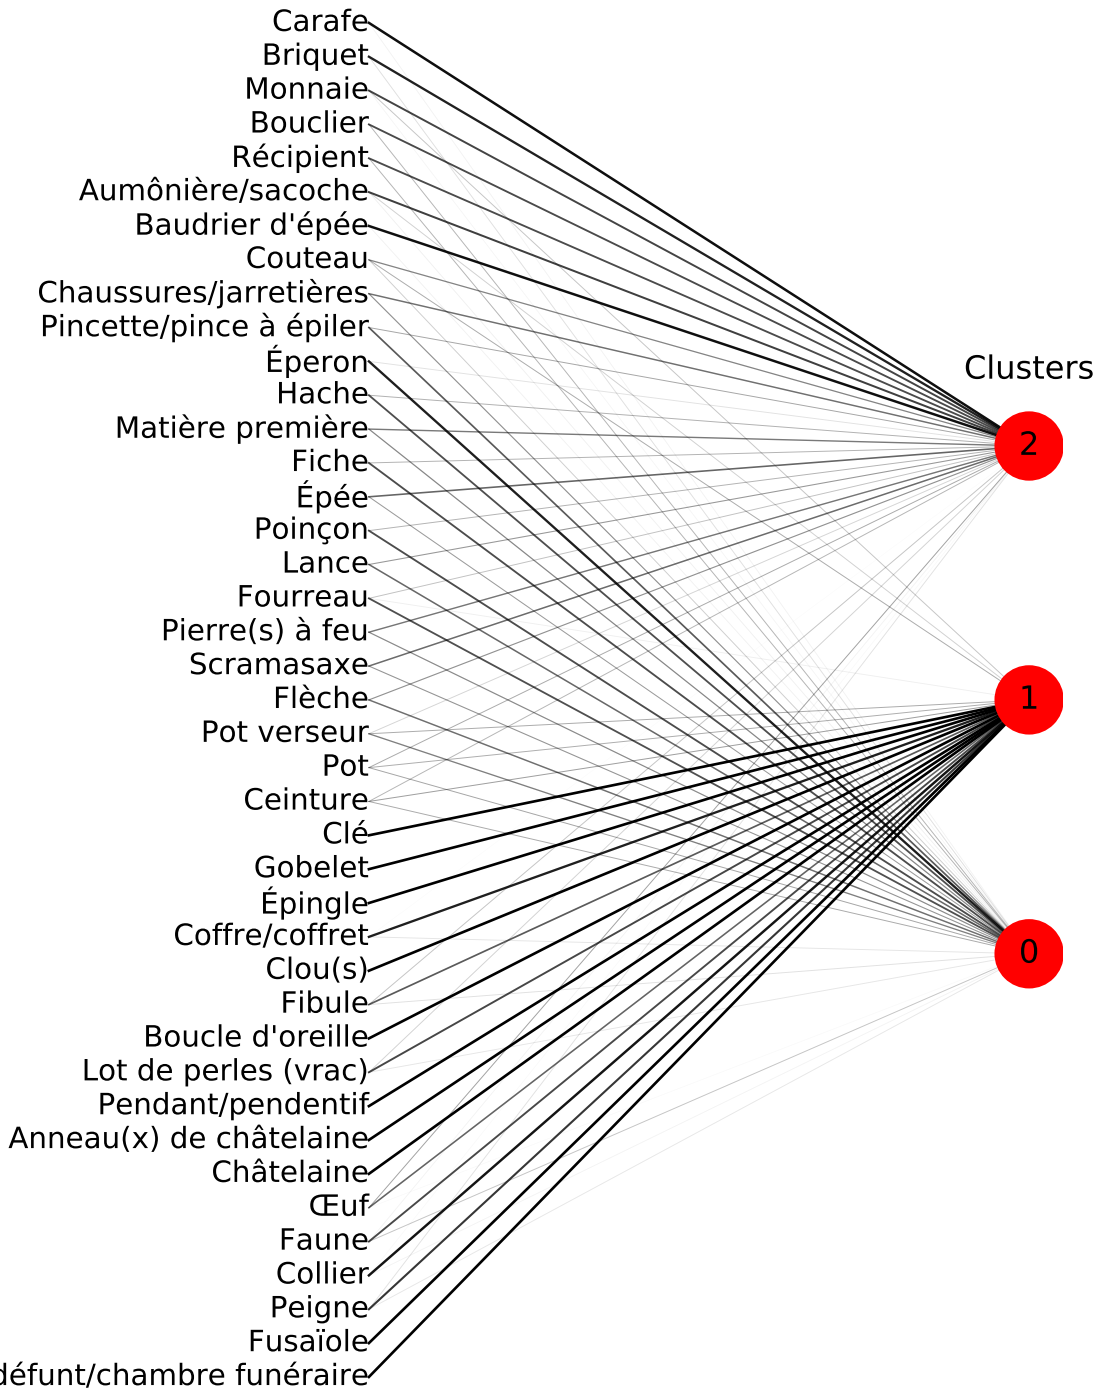 Carafe
Briquet
Monnaie
Bouclier
Récipient
Aumônière/sacoche
Baudrier d'épée
Couteau
Chaussures/jarretières
Pincette/pince à épiler
Éperon
Hache
Matière première
Fiche
Épée
Poinçon
Lance
Fourreau
Pierre(s) à feu
Scramasaxe
Flèche
Pot verseur
Pot
Ceinture
Clé
Gobelet
Épingle
Coffre/coffret
Clou(s)
Fibule
Boucle d'oreille
Lot de perles (vrac)
Pendant/pendentif
Anneau(x) de châtelaine
Châtelaine
Œuf
Faune
Collier
Peigne
Fusaïole
défunt/chambre funéraire
Clusters
2
1
0